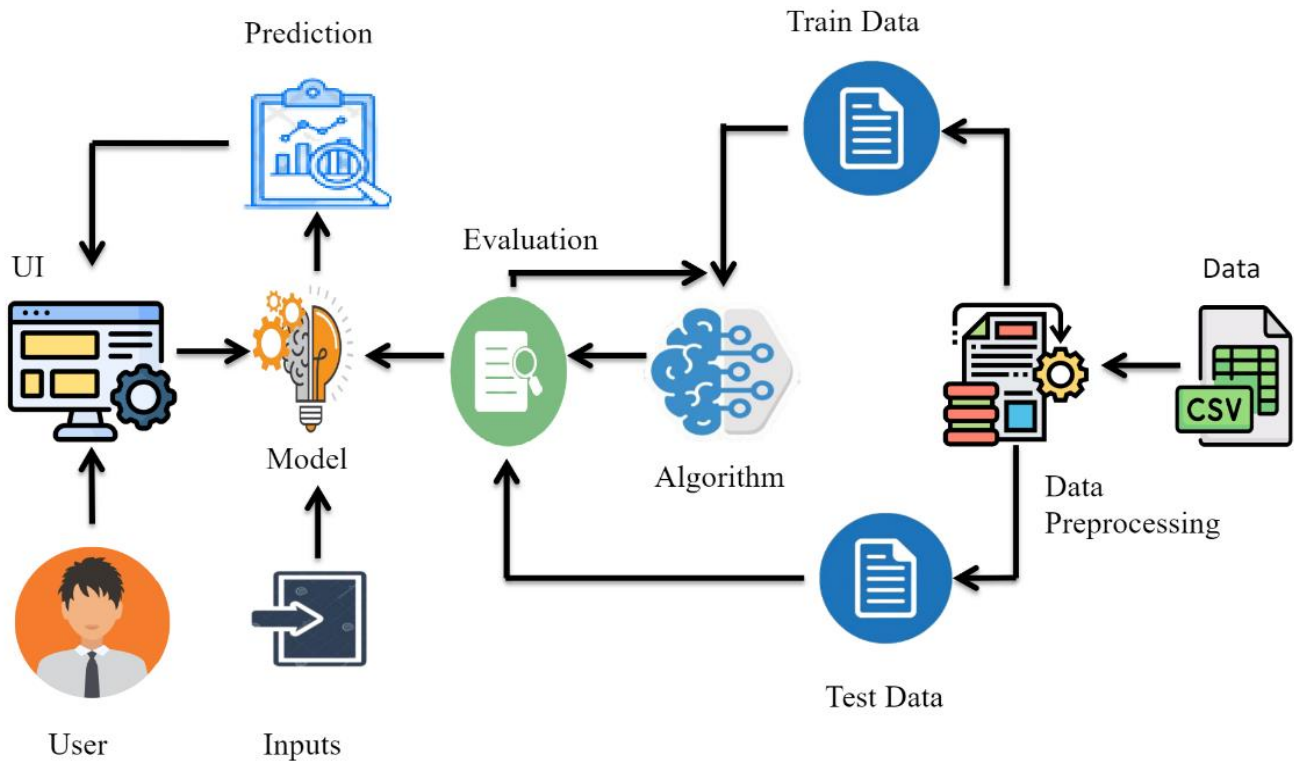 Prediction
Train Data
Evaluation
UI
Data
CSV
Model
Algorithm
Data
Preprocessing
Test Data
User
Inputs